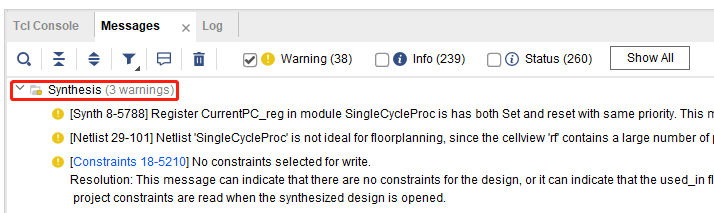 Tcl Console Messages × Log
Warning (38) Info (239) Status (260) Show All
Synthesis (3 warnings)
[Synth 8-5788] Register CurrentPC_reg in module SingleCycleProc is has both Set and reset with same priority. This m
[Netlist 29-101] Netlist 'SingleCycleProc' is not ideal for floorplanning, since the cellview 'rf' contains a large number of p
[Constraints 18-5210] No constraints selected for write.
Resolution: This message can indicate that there are no constraints for the design, or it can indicate that the used_in fl
project constraints are read when the synthesized design is opened.